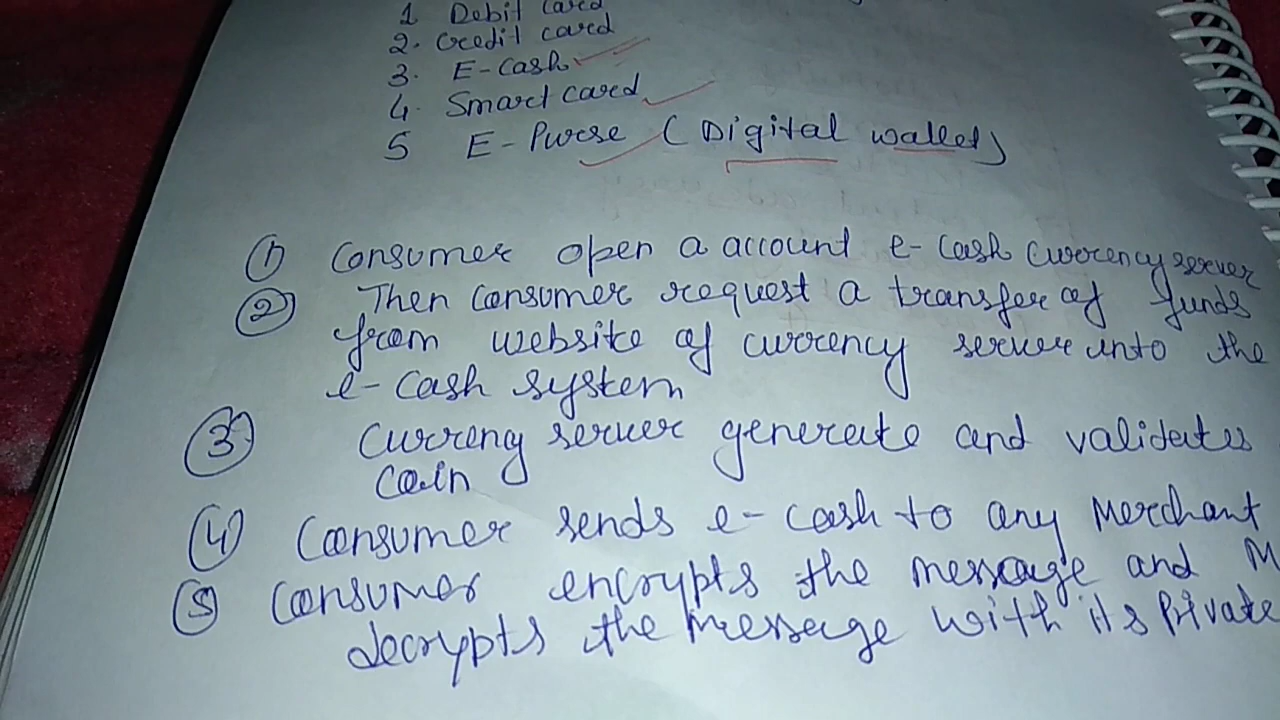 1 Debit card
2. Credit card
3. E-Cash
4. Smart card
5 E-Purse (Digital wallet)
1 Consumer open a account e-cash currency server
2 Then consumer request a transfer of funds
from website of currency server into the
e-cash system
3 Curreny server generate and validates
coin
4 Consumer sends e-cash to any Merchant
5 Consumer encrypts the message and M
decrypts the message with its Private